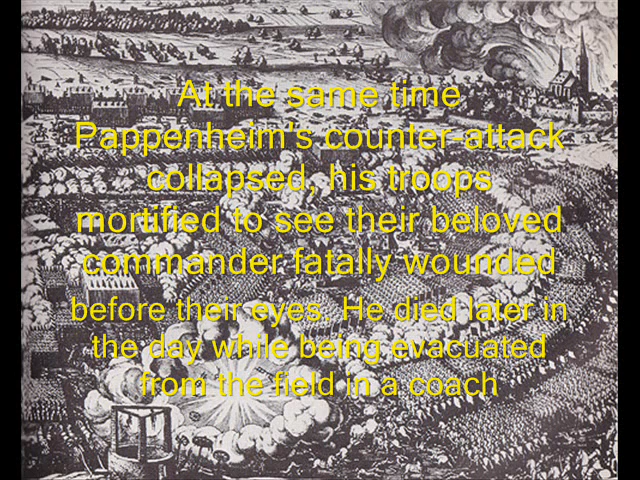 At the same time
Pappenheim's counter-attack
collapsed, his troops
mortified to see their beloved
commander fatally wounded
before their eyes. He died later in
the day while being evacuated
from the field in a coach